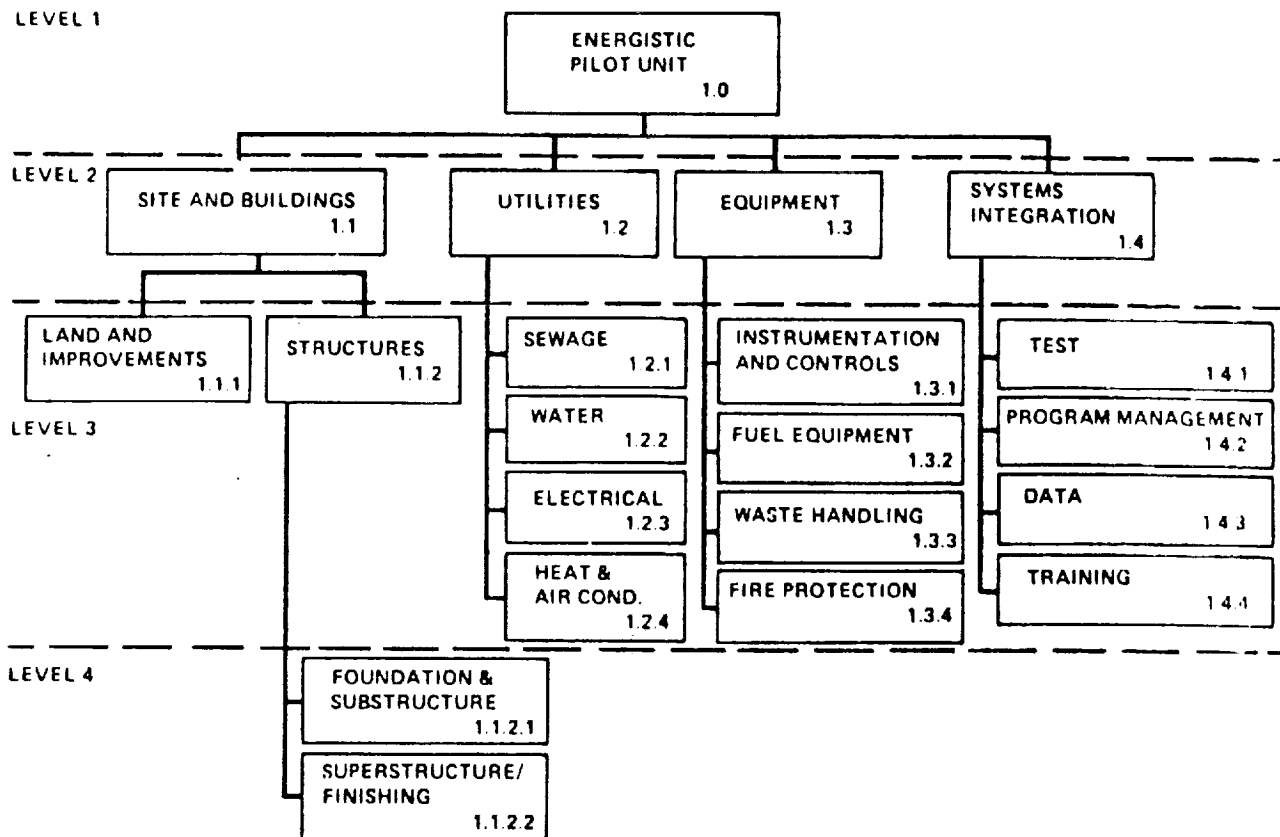 LEVEL 1
ENERGISTIC
PILOT UNIT
1.0
LEVEL 2
SITE AND BUILDINGS
1.1
UTILITIES
1.2
EQUIPMENT
1.3
SYSTEMS
INTEGRATION
1.4
LEVEL 3
LAND AND
IMPROVEMENTS
1.1.1
STRUCTURES
1.1.2
SEWAGE
1.2.1
WATER
1.2.2
ELECTRICAL
1.2.3
HEAT &
AIR COND.
1.2.4
INSTRUMENTATION
AND CONTROLS
1.3.1
FUEL EQUIPMENT
1.3.2
WASTE HANDLING
1.3.3
FIRE PROTECTION
1.3.4
TEST
1.4.1
PROGRAM MANAGEMENT
1.4.2
DATA
1.4.3
TRAINING
1.4.4
LEVEL 4
FOUNDATION &
SUBSTRUCTURE
1.1.2.1
SUPERSTRUCTURE/
FINISHING
1.1.2.2